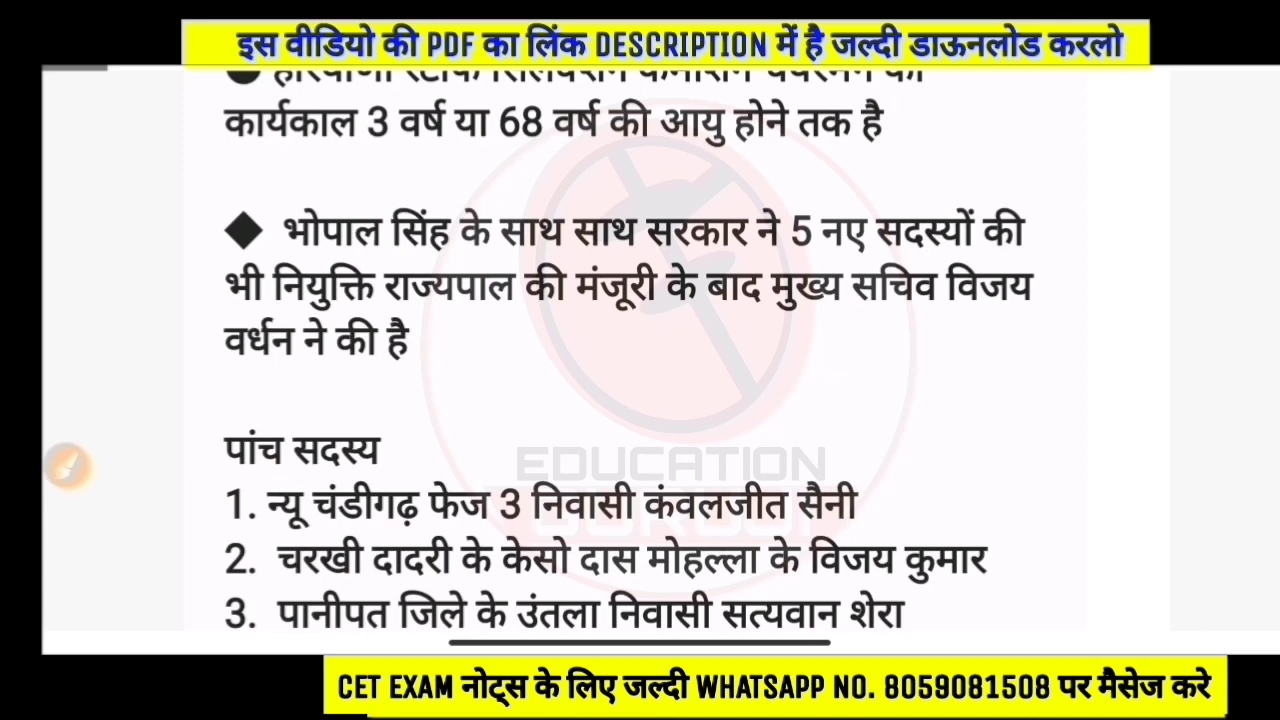 इस वीडियो की PDF का लिंक DESCRIPTION में है जल्दी डाऊनलोड करलो
कार्यकाल 3 वर्ष या 68 वर्ष की आयु होने तक है
◆ भोपाल सिंह के साथ साथ सरकार ने 5 नए सदस्यों की
भी नियुक्ति राज्यपाल की मंजूरी के बाद मुख्य सचिव विजय
वर्धन ने की है
पांच सदस्य
EDUCATION
1. न्यू चंडीगढ़ फेज 3 निवासी कंवलजीत सैनी
2. चरखी दादरी के केसो दास मोहल्ला के विजय कुमार
3. पानीपत जिले के उंतला निवासी सत्यवान शेरा
CET EXAM नोट्स के लिए जल्दी WHATSAPP NO. 8059081508 पर मैसेज करे